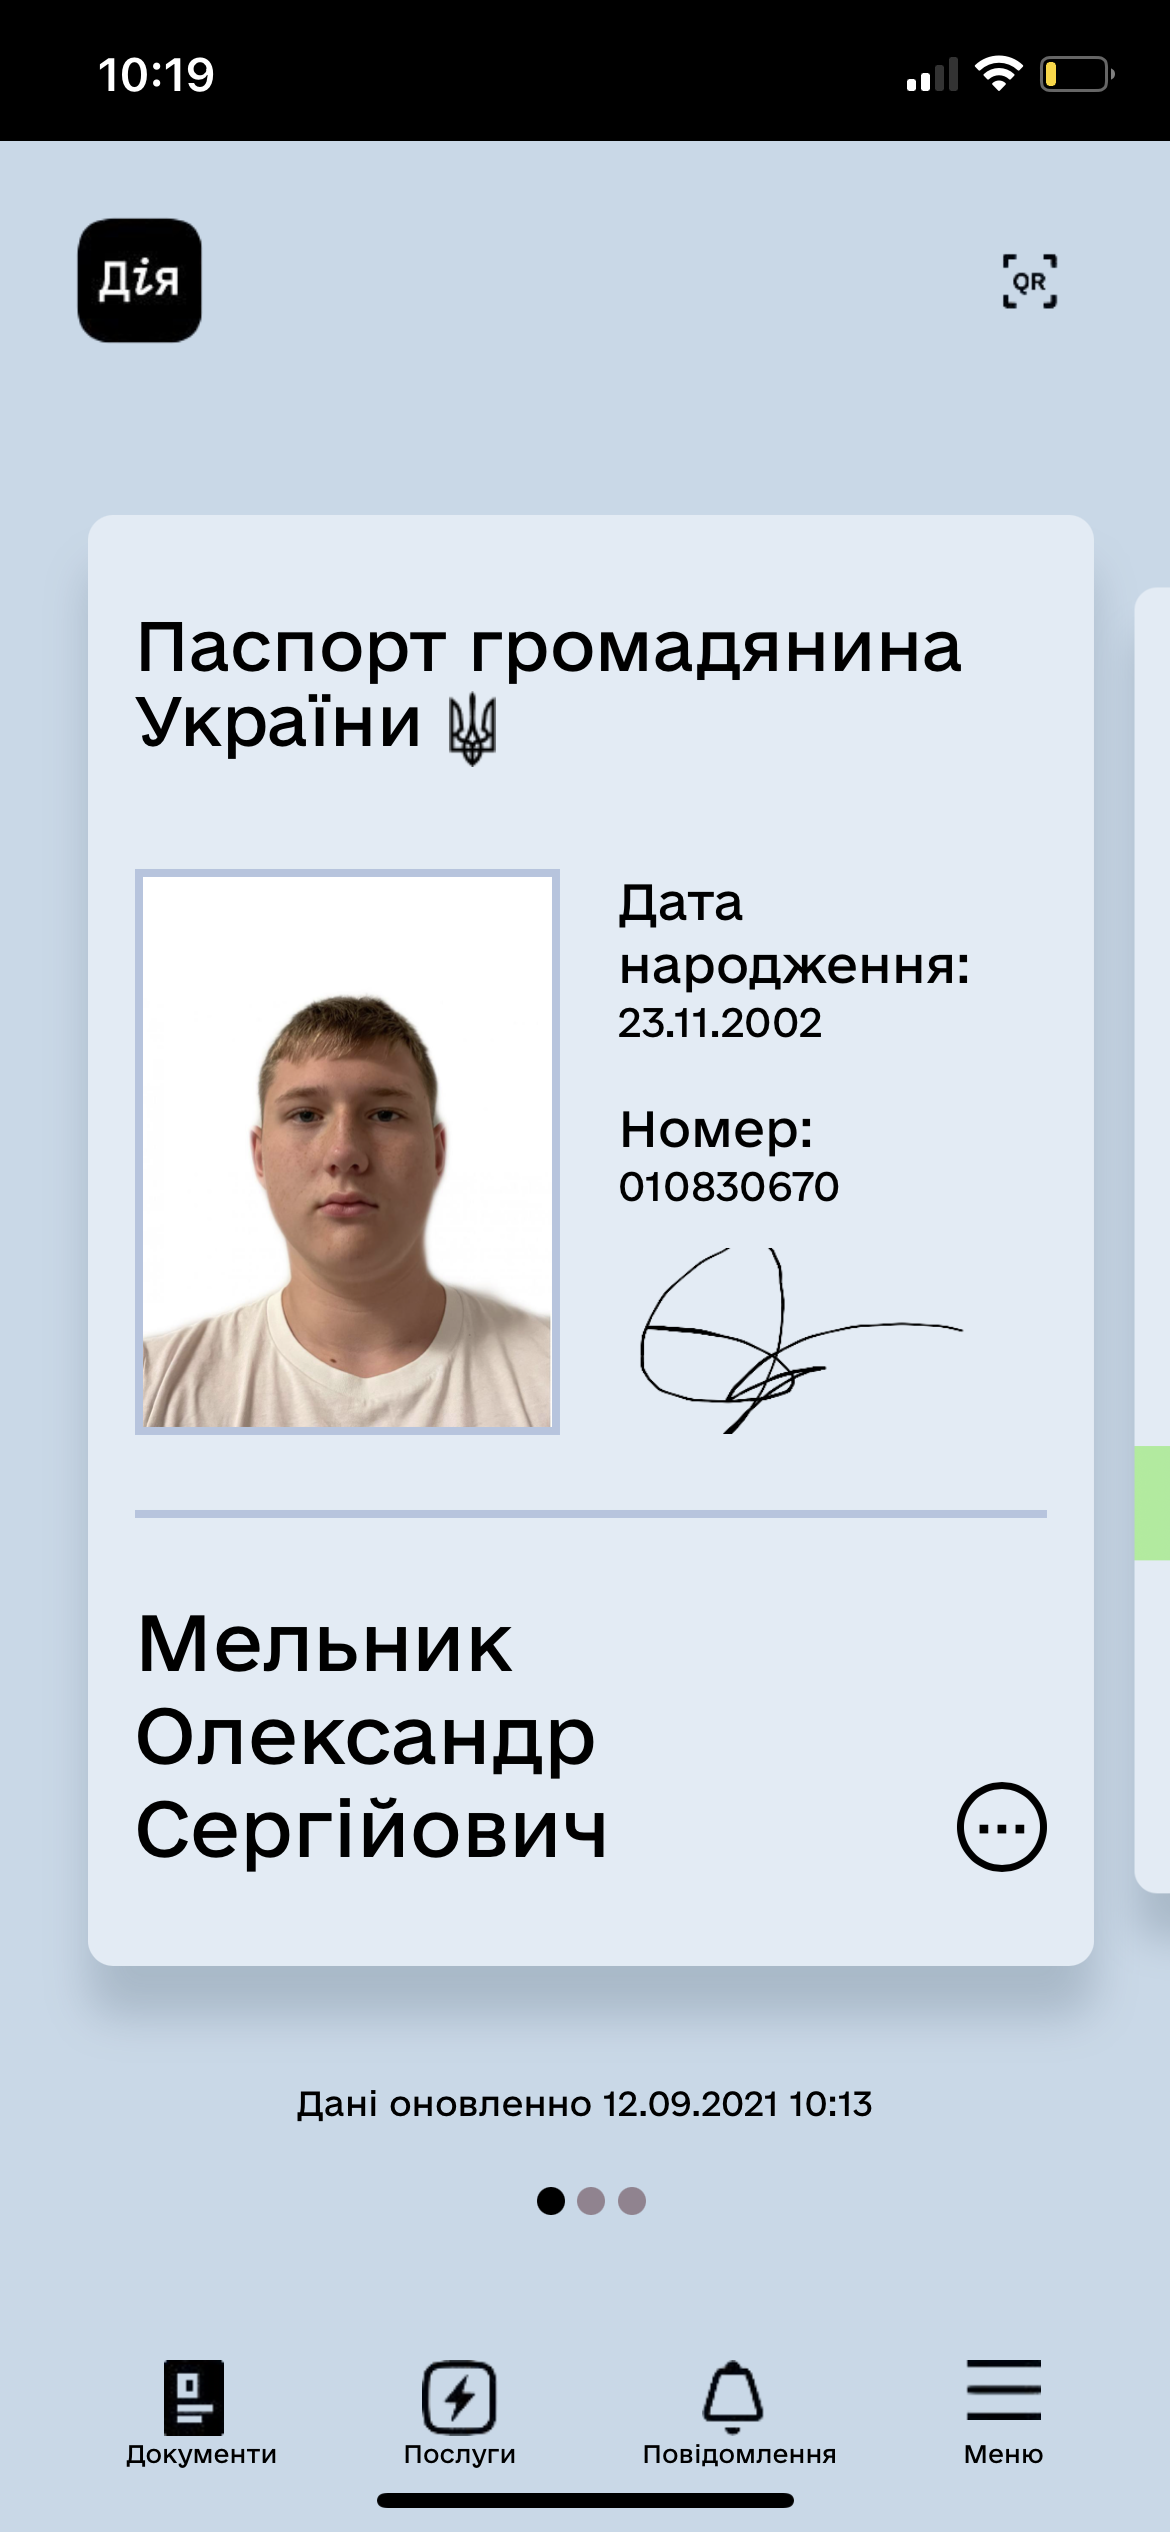 10:19
Дія
QR
Паспорт громадянина
України
Дата
народження:
23.11.2002
Номер:
010830670
Мельник
Олександр
Сергійович
Дані оновленно 12.09.2021 10:13
Документи
Послуги
Повідомлення
Меню